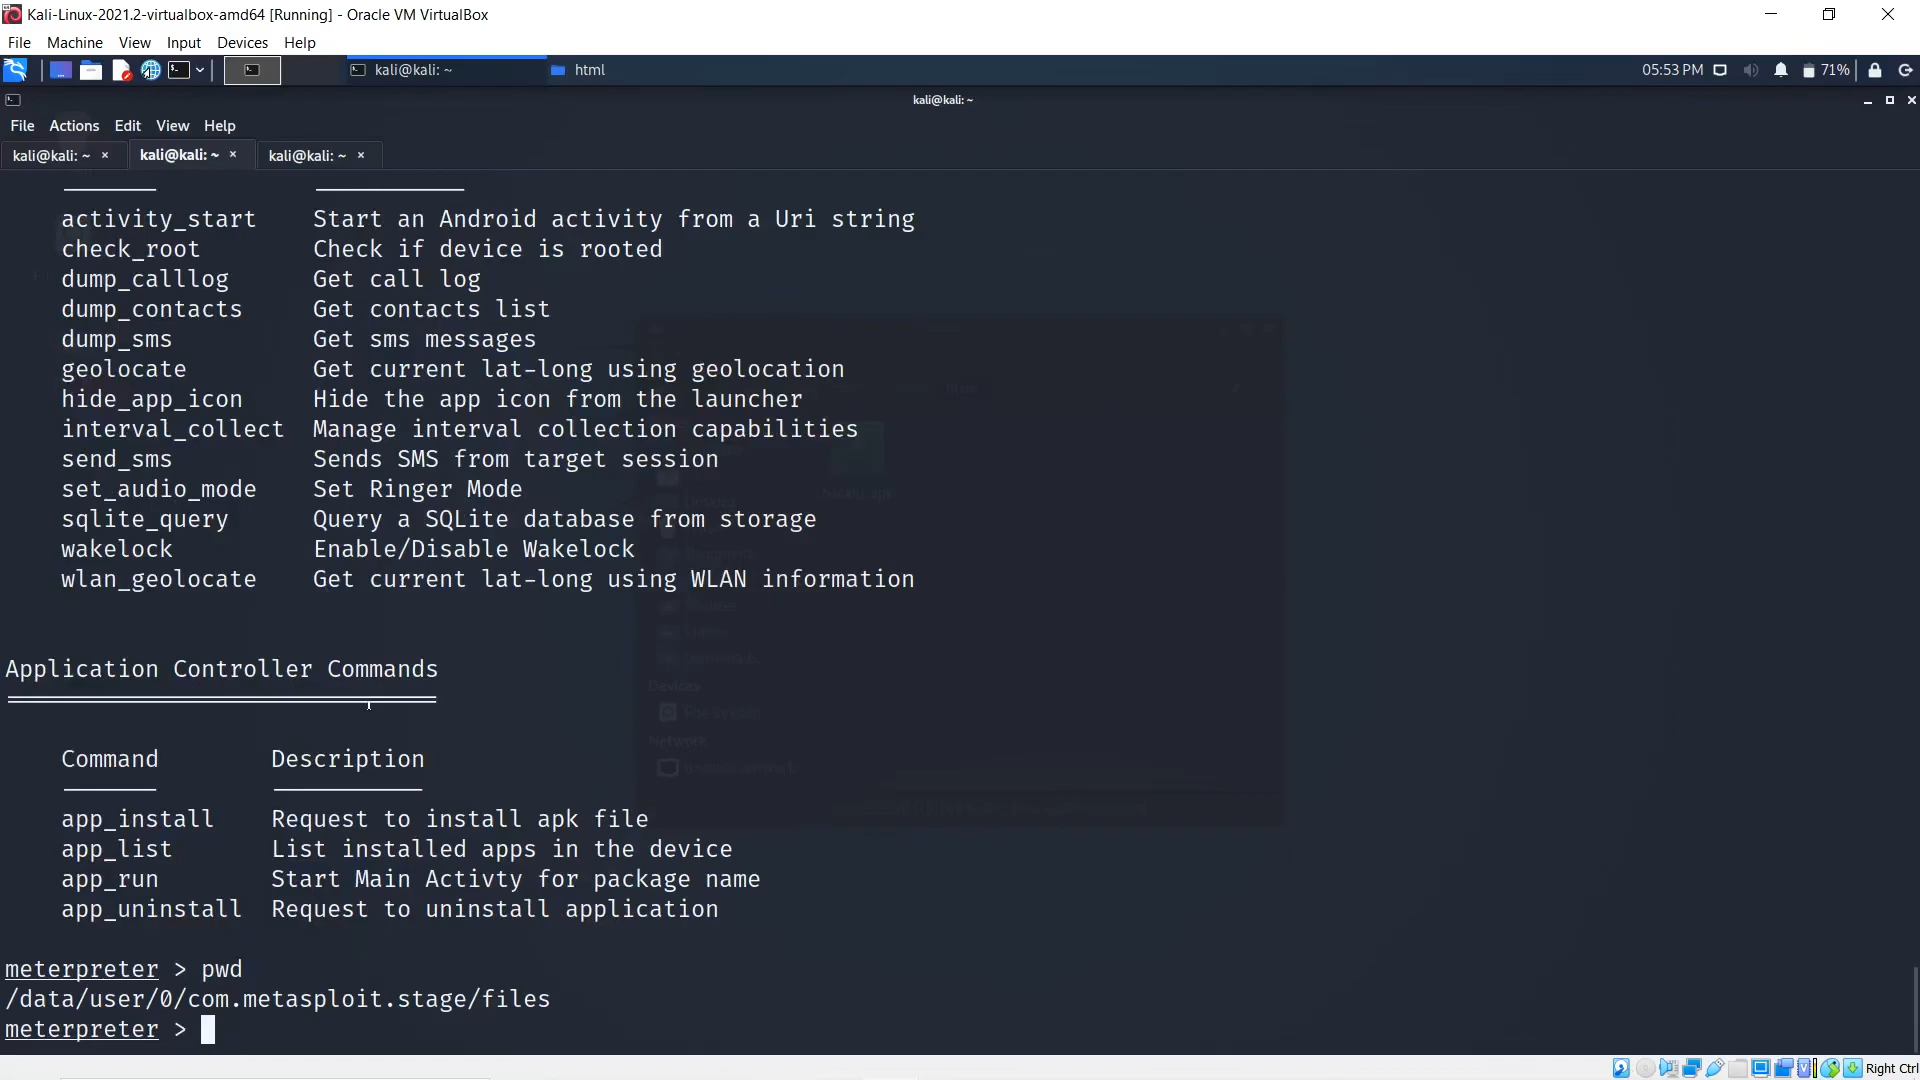 Kali-Linux-2021.2-virtualbox-amd64 [Running] - Oracle VM VirtualBox
File Machine View Input Devices Help
kali@kali: ~ html 05:53 PM 71%
kali@kali: ~
File Actions Edit View Help
kali@kali: ~ × kali@kali: ~ × kali@kali: ~ ×
activity_start Start an Android activity from a Uri string
check_root Check if device is rooted
dump_calllog Get call log
dump_contacts Get contacts list
dump_sms Get sms messages
geolocate Get current lat-long using geolocation
hide_app_icon Hide the app icon from the launcher
interval_collect Manage interval collection capabilities
send_sms Sends SMS from target session
set_audio_mode Set Ringer Mode
sqlite_query Query a SQLite database from storage
wakelock Enable/Disable Wakelock
wlan_geolocate Get current lat-long using WLAN information
Devices
File System
Network
Application Controller Commands
Command Description
app_install Request to install apk file
app_list List installed apps in the device
app_run Start Main Activty for package name
app_uninstall Request to uninstall application
meterpreter > pwd
/data/user/0/com.metasploit.stage/files
meterpreter >
Right Ctrl